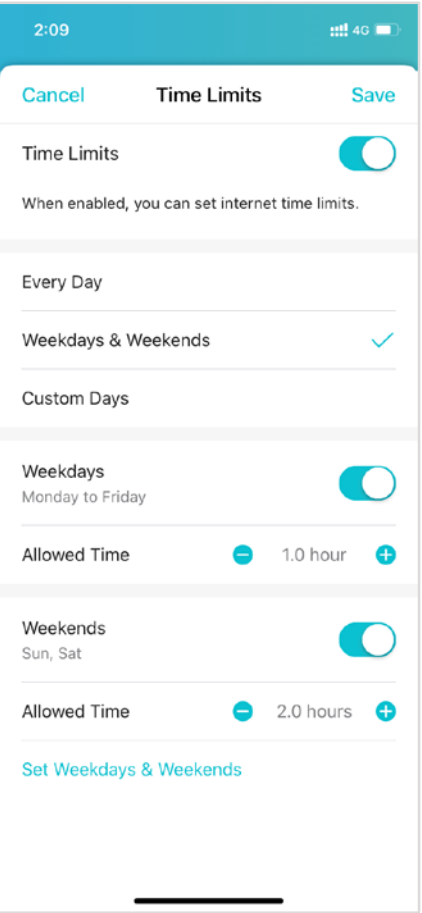 2:09 4G
Cancel Time Limits Save
Time Limits
When enabled, you can set internet time limits.
Every Day
Weekdays & Weekends
Custom Days
Weekdays
Monday to Friday
Allowed Time 1.0 hour
Weekends
Sun, Sat
Allowed Time 2.0 hours
Set Weekdays & Weekends